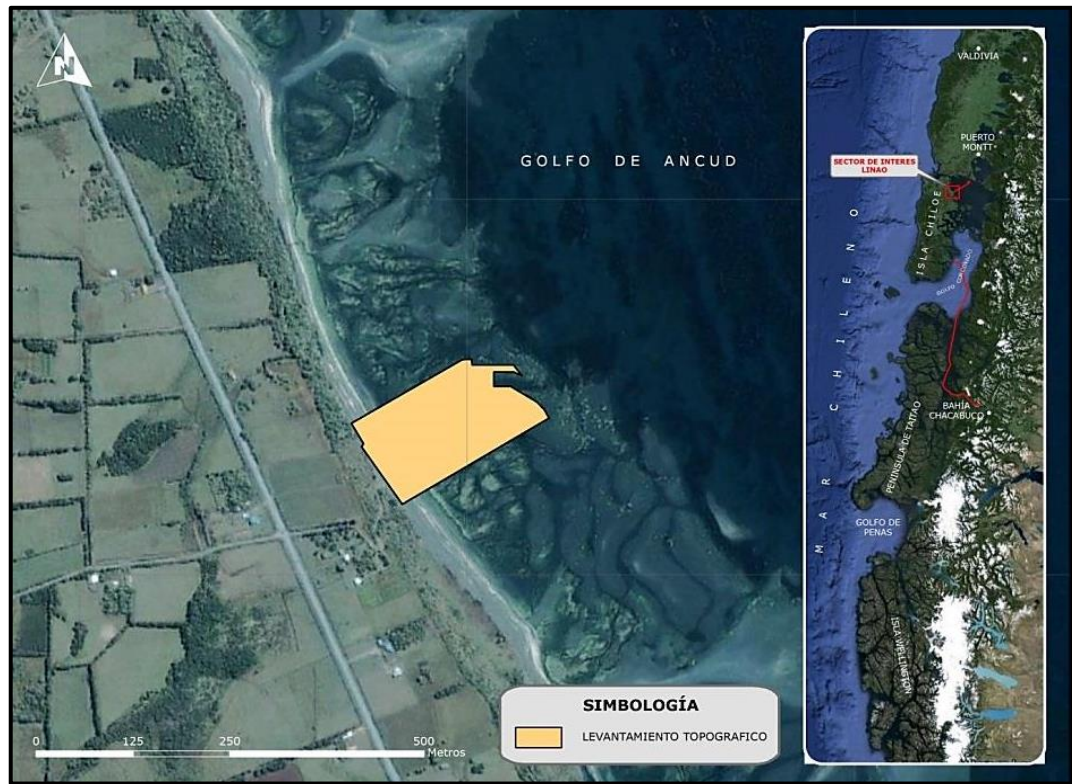 N
GOLFO DE ANCUD
SIMBOLOGÍA
LEVANTAMIENTO TOPOGRAFICO
0 125 250 500
Metros
VALDIVIA
PUERTO
MONTT
SECTOR DE INTERES
LINAO
ISLA CHILOE
GOLFO CORCOVADO
MAR CHILENO
BAHÍA
CHACABUCO
PENÍNSULA DE TAITAO
GOLFO DE
PENAS
ISLA WELLINGTON